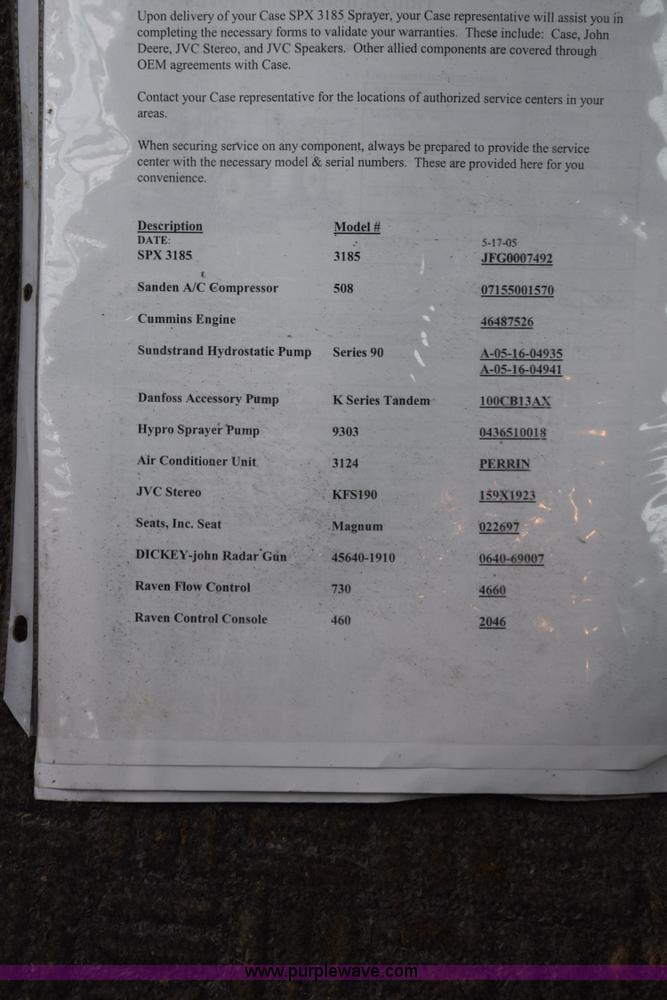 Upon delivery of your Case SPX 3185 Sprayer, your Case representative will assist you in
completing the necessary forms to validate your warranties. These include: Case, John
Deere, JVC Stereo, and JVC Speakers. Other allied components are covered through
OEM agreements with Case.
Contact your Case representative for the locations of authorized service centers in your
areas.
When securing service on any component, always be prepared to provide the service
center with the necessary model & serial numbers. These are provided here for you
convenience.
Description Model #
DATE: 5-17-05
SPX 3185 3185 JFG0007492
Sanden A/C Compressor 508 07155001570
Cummins Engine 46487526
Sundstrand Hydrostatic Pump Series 90 A-05-16-04935
A-05-16-04941
Danfoss Accessory Pump K Series Tandem 100CB13AX
Hypro Sprayer Pump 9303 0436510018
Air Conditioner Unit 3124 PERRIN
JVC Stereo KFS190 159X1923
Seats, Inc. Seat Magnum 022697
DICKEY-john Radar Gun 45640-1910 0640-69007
Raven Flow Control 730 4660
Raven Control Console 460 2046
www.purplewave.com